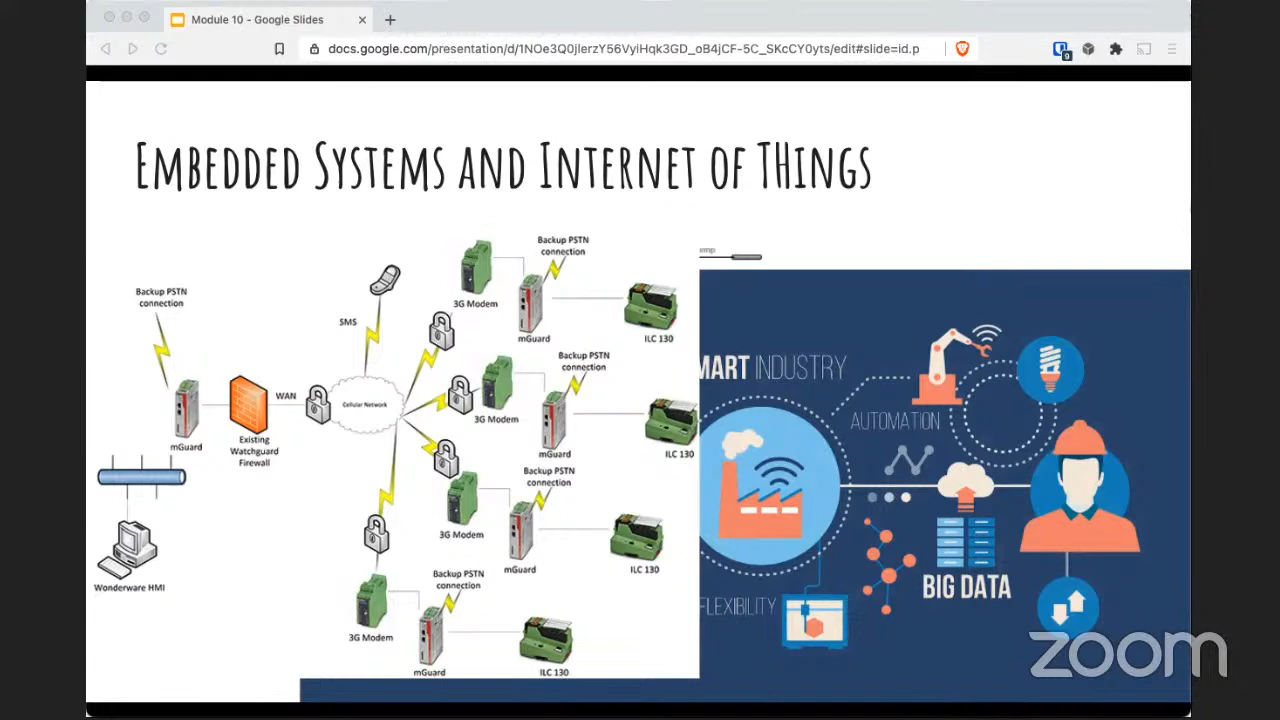 Module 10 - Google Slides
docs.google.com/presentation/d/1NOe3Q0jlerzY56VyiHqk3GD_oB4jCF-5C_SKcCY0yts/edit#slide=id.p
9
EMBEDDED SYSTEMS AND INTERNET OF THINGS
Backup PSTN
connection
mGuard
Existing
Watchguard
Firewall
WAN
Wonderware HMI
SMS
Cellular Network
3G Modem
Backup PSTN
connection
mGuard
ILC 130
3G Modem
Backup PSTN
connection
mGuard
ILC 130
3G Modem
Backup PSTN
connection
mGuard
ILC 130
3G Modem
Backup PSTN
connection
mGuard
ILC 130
emp
MART INDUSTRY
AUTOMATION
BIG DATA
FLEXIBILITY
zoom